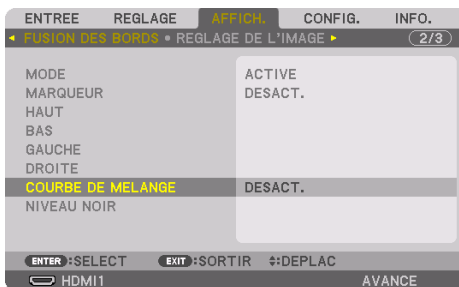 ENTREE REGLAGE AFFICH. CONFIG. INFO.
FUSION DES BORDS • REGLAGE DE L'IMAGE 2/3
MODE ACTIVE
MARQUEUR DESACT.
HAUT
BAS
GAUCHE
DROITE
COURBE DE MELANGE DESACT.
NIVEAU NOIR
ENTER :SELECT EXIT :SORTIR :DEPLAC
HDMI1 AVANCE